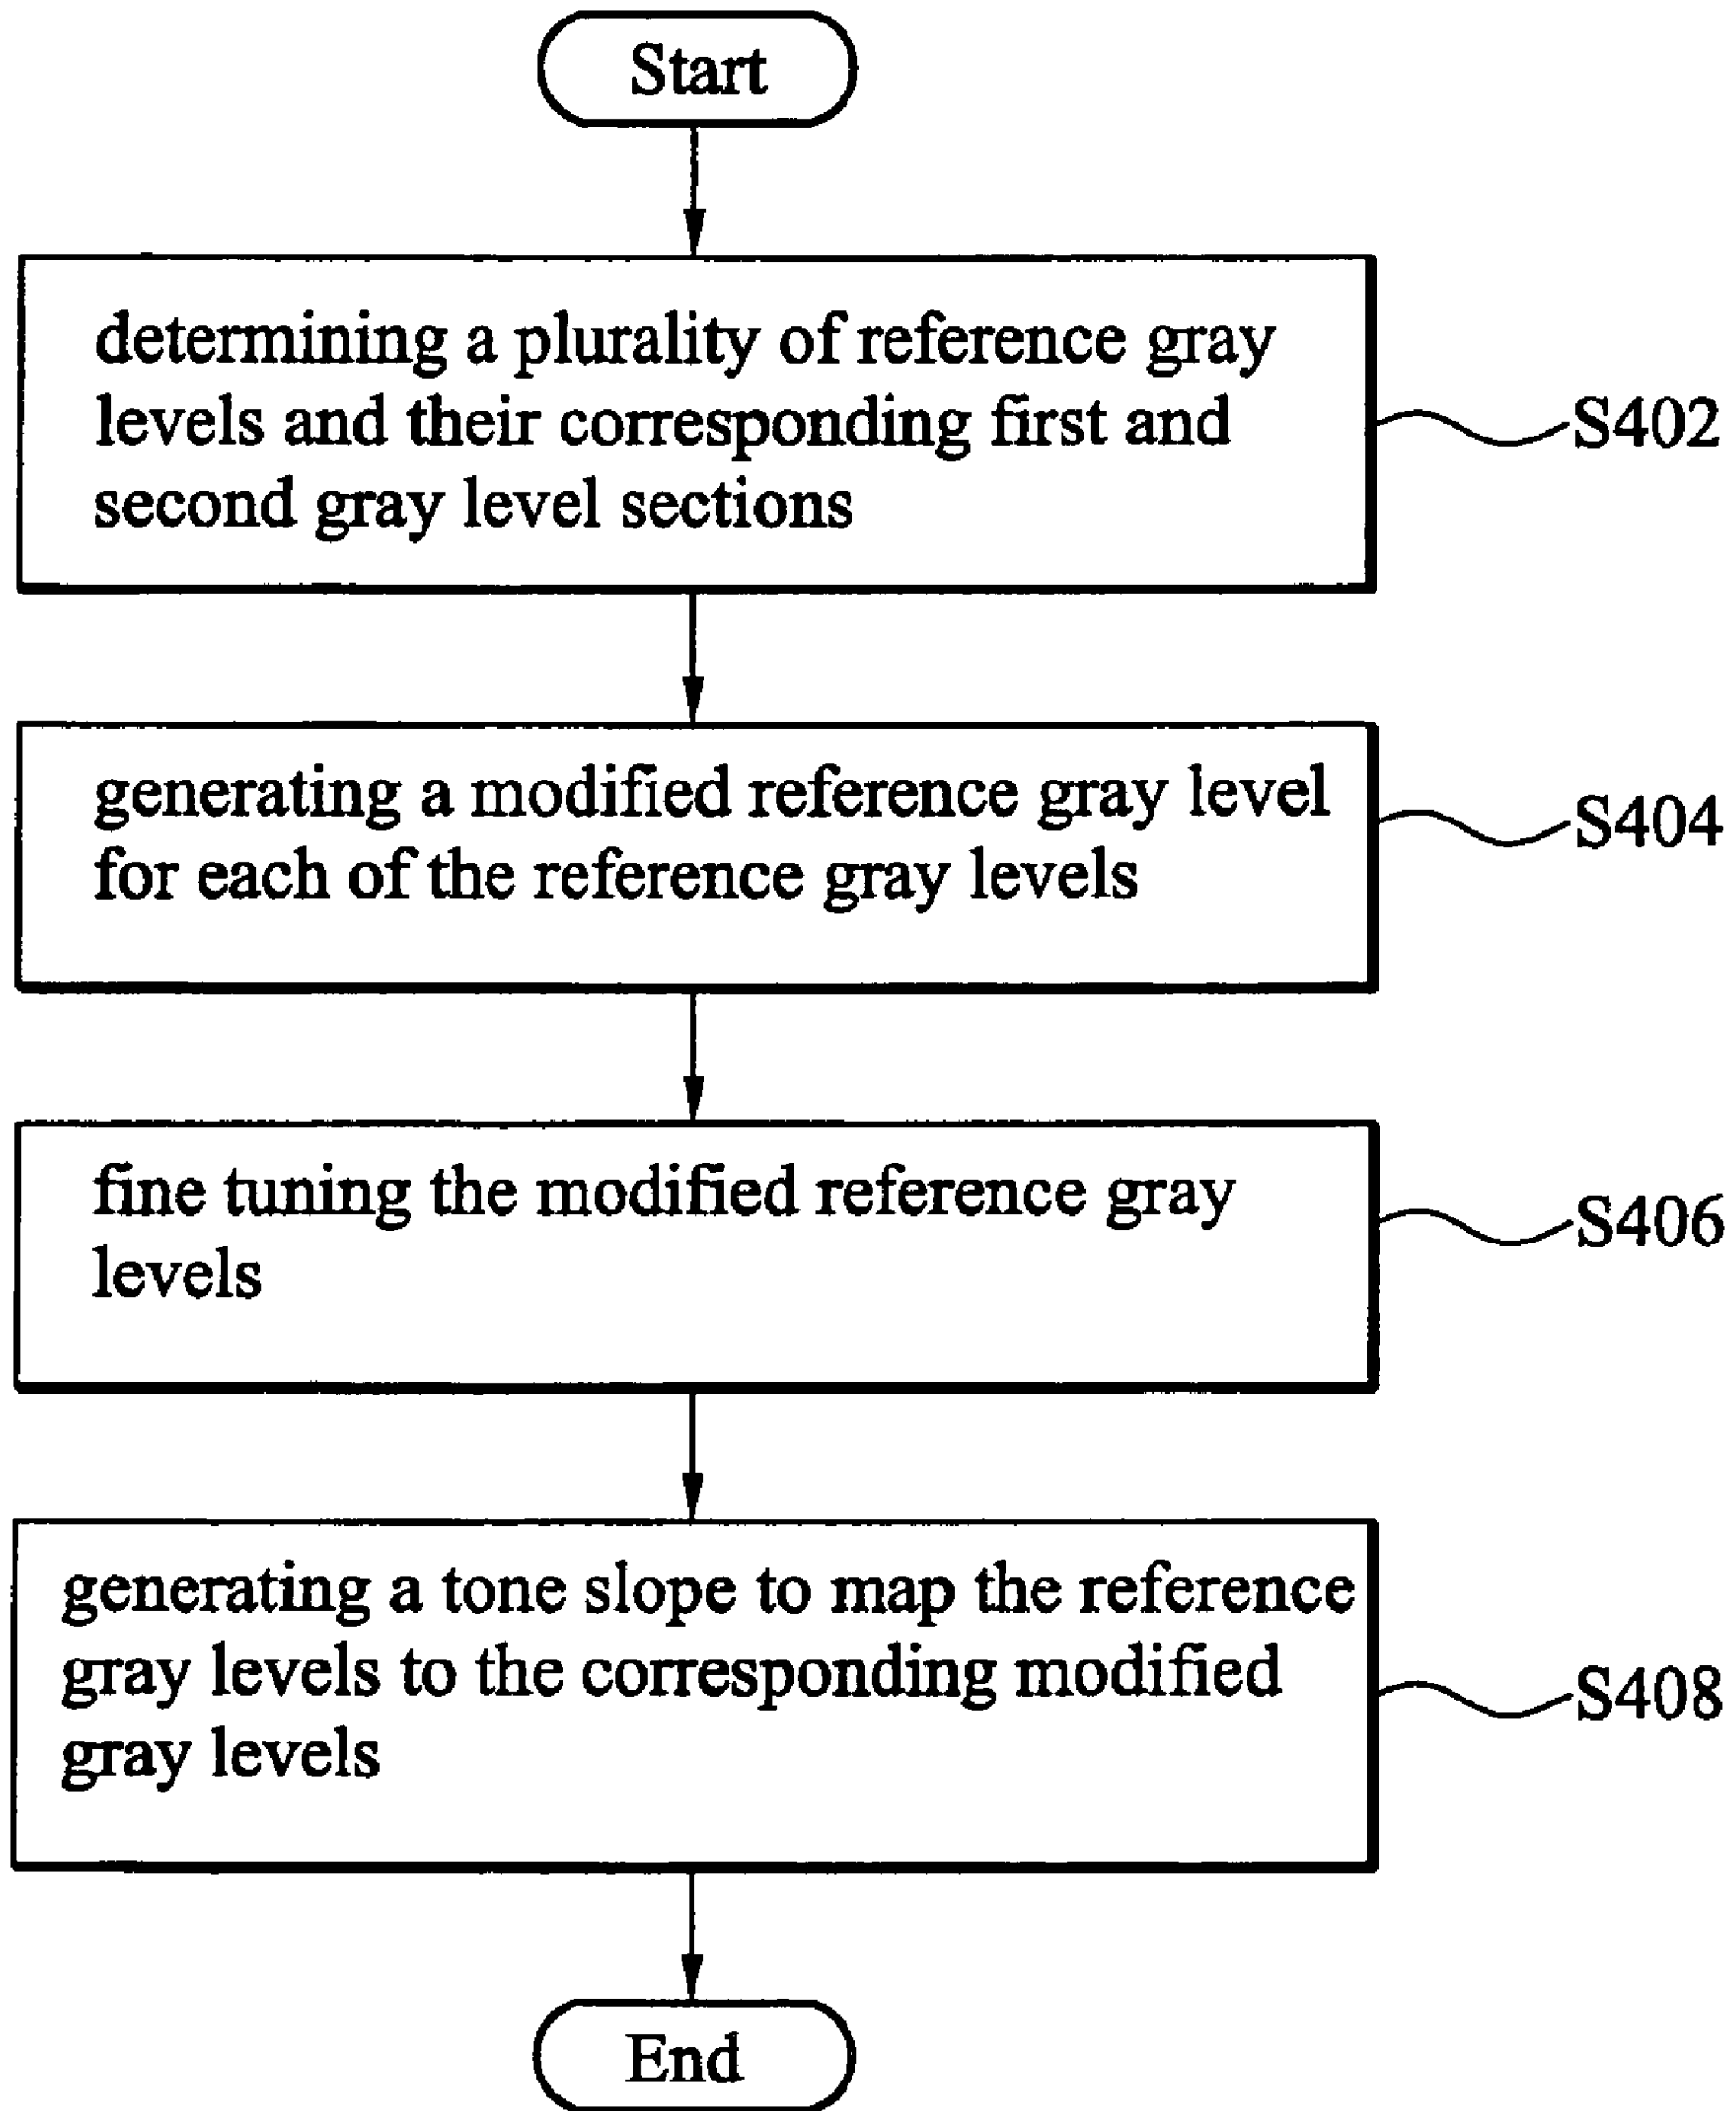 Start
determining a plurality of reference gray
levels and their corresponding first and
second gray level sections
S402
generating a modified reference gray level
for each of the reference gray levels
S404
fine tuning the modified reference gray
levels
S406
generating a tone slope to map the reference
gray levels to the corresponding modified
gray levels
S408
End